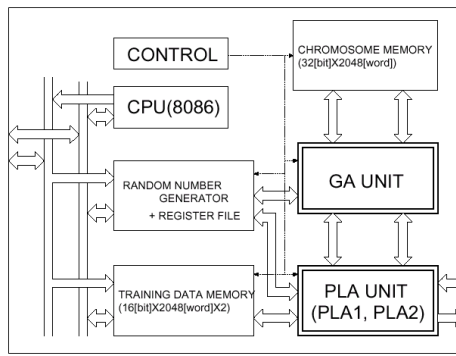 CONTROL
CHROMOSOME MEMORY
(32[bit]X2048[word])
CPU(8086)
RANDOM NUMBER
GENERATOR
+ REGISTER FILE
GA UNIT
TRAINING DATA MEMORY
(16[bit]X2048[word]X2)
PLA UNIT
(PLA1, PLA2)